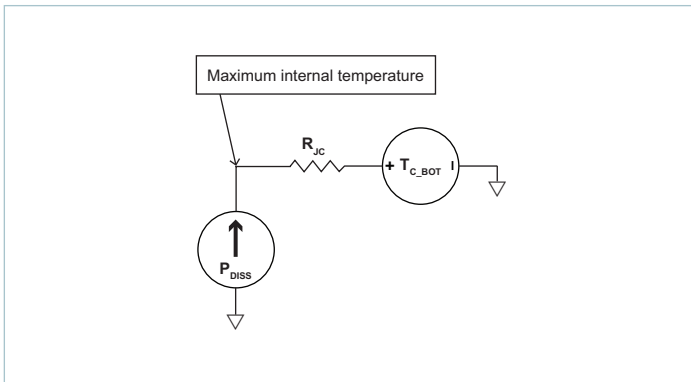 Maximum internal temperature
R_JC
+ T_C_BOT –
P_DISS